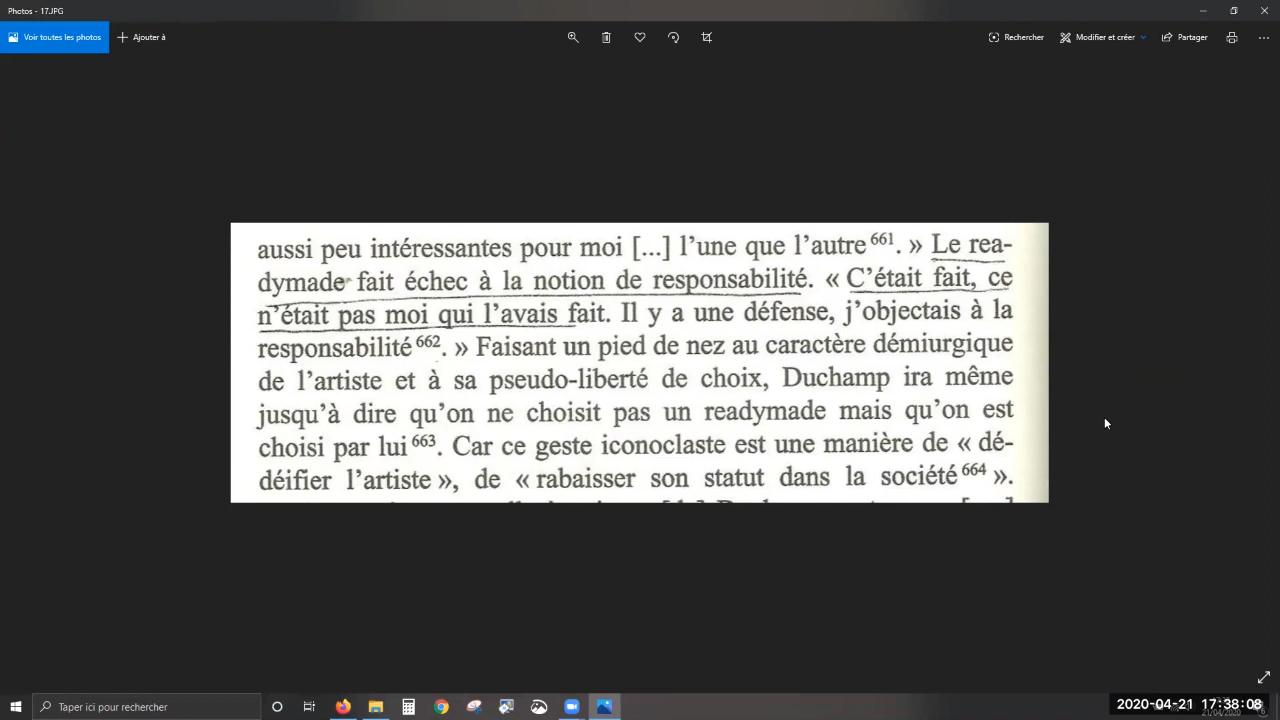 Photos - 17.JPG
Voir toutes les photos
Ajouter à
Rechercher
Modifier et créer
Partager
aussi peu intéressantes pour moi [...] l'une que l'autre 661. » Le rea-
dymade fait échec à la notion de responsabilité. « C'était fait, ce
n'était pas moi qui l'avais fait. Il y a une défense, j'objectais à la
responsabilité 662. » Faisant un pied de nez au caractère démiurgique
de l'artiste et à sa pseudo-liberté de choix, Duchamp ira même
jusqu'à dire qu'on ne choisit pas un readymade mais qu'on est
choisi par lui 663. Car ce geste iconoclaste est une manière de « dé-
déifier l'artiste », de « rabaisser son statut dans la société 664 ».
Taper ici pour rechercher
2020-04-21 17:38:08